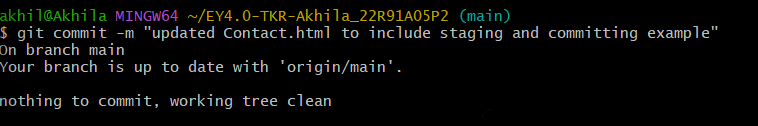 akhil@Akhila MINGW64 ~/EY4.0-TKR-Akhila_22R91A05P2 (main)
$ git commit -m "updated Contact.html to include staging and committing example"
On branch main
Your branch is up to date with 'origin/main'.
nothing to commit, working tree clean